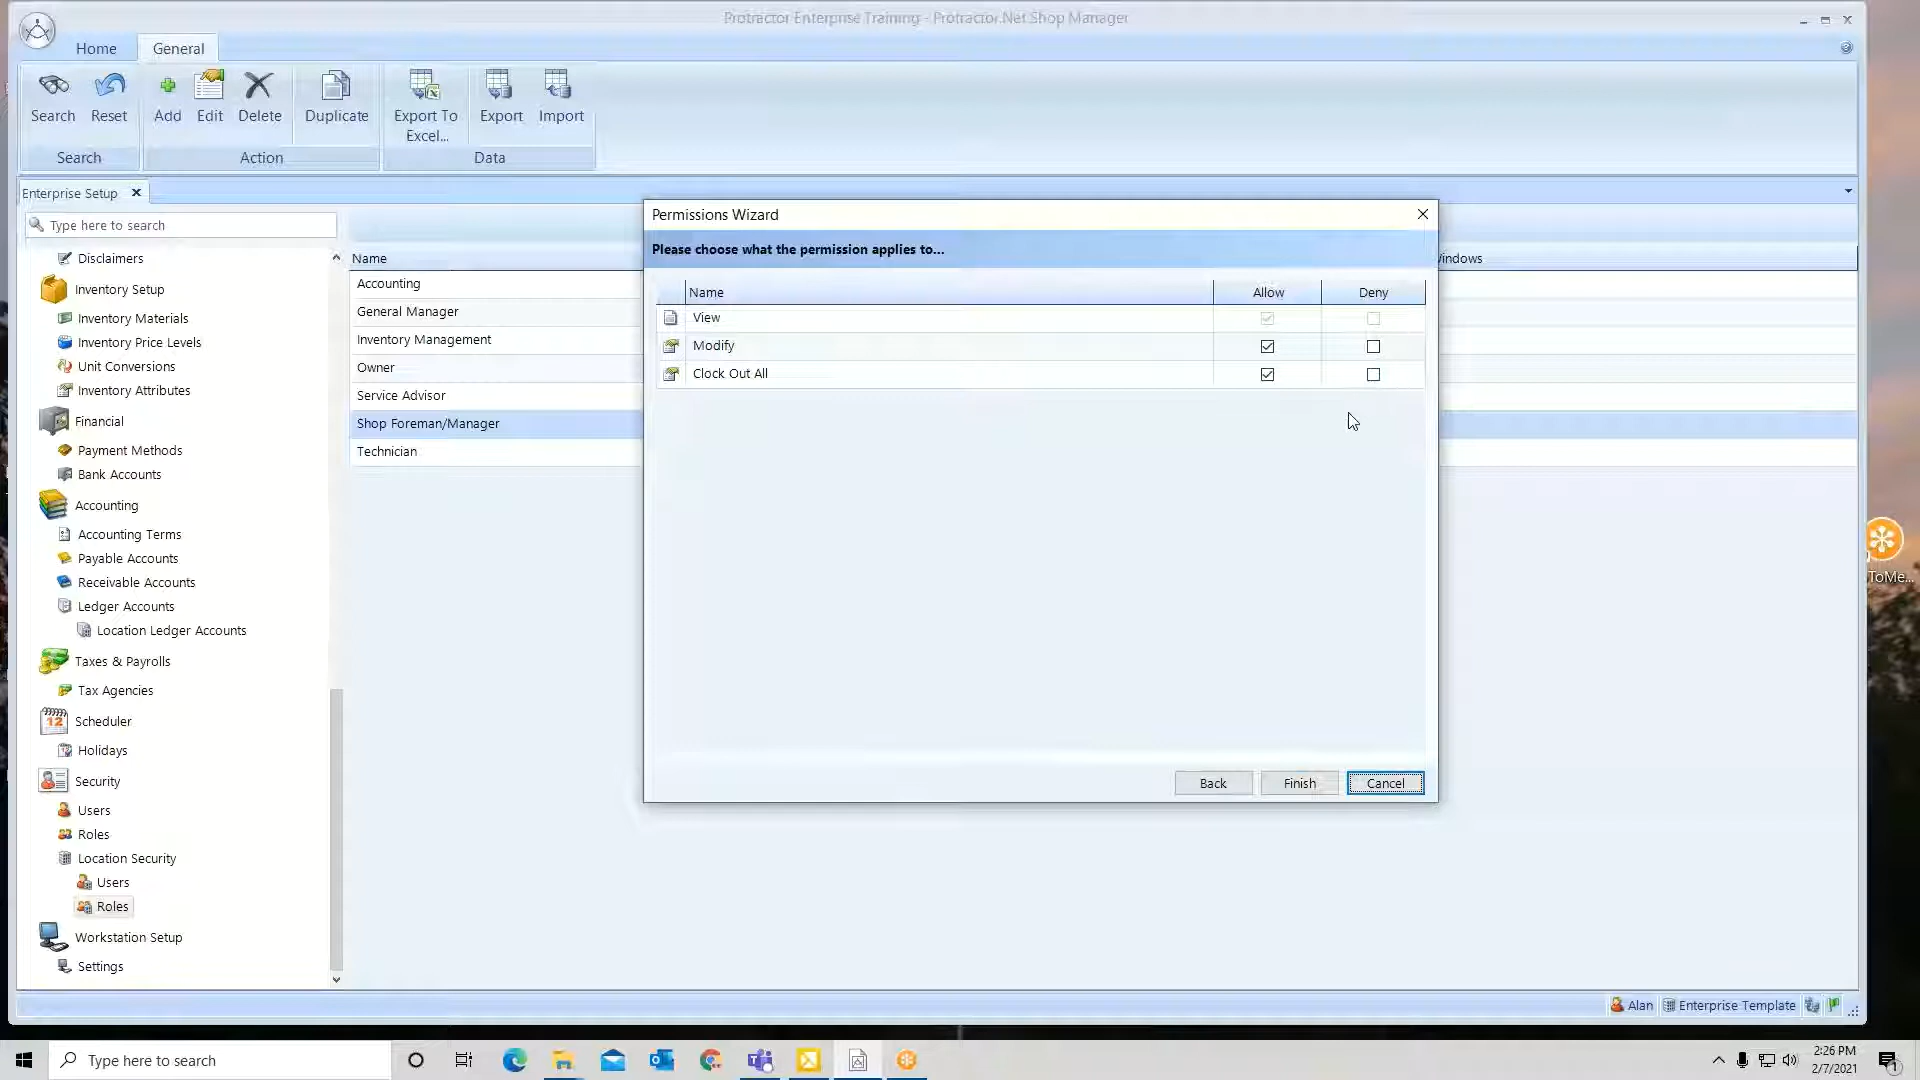 Protractor Enterprise Training - Protractor.Net Shop Manager
Home
General
Search
Reset
Add
Edit
Delete
Duplicate
Export To
Excel...
Export
Import
Search
Action
Data
Enterprise Setup
Type here to search
Disclaimers
Inventory Setup
Inventory Materials
Inventory Price Levels
Unit Conversions
Inventory Attributes
Financial
Payment Methods
Bank Accounts
Accounting
Accounting Terms
Payable Accounts
Receivable Accounts
Ledger Accounts
Location Ledger Accounts
Taxes & Payrolls
Tax Agencies
Scheduler
12
Holidays
Security
Users
Roles
Location Security
Users
Roles
Workstation Setup
Settings
Name
Accounting
General Manager
Inventory Management
Owner
Service Advisor
Shop Foreman/Manager
Technician
Permissions Wizard
Please choose what the permission applies to...
Name Allow Deny
View
Modify
Clock Out All
Back
Finish
Cancel
indows
ToMe...
Alan
Enterprise Template
Type here to search
2:26 PM
2/7/2021
1